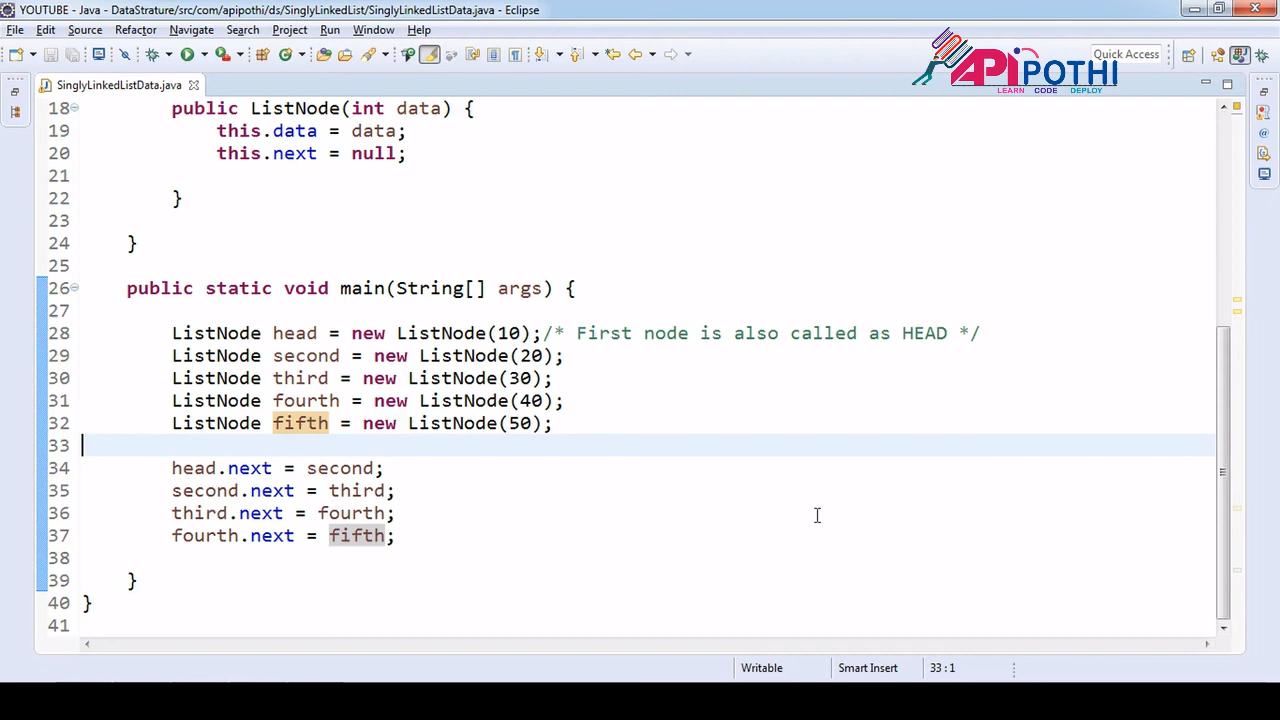 YOUTUBE - Java - DataStrature/src/com/apipothi/ds/SinglyLinkedList/SinglyLinkedListData.java - Eclipse
File Edit Source Refactor Navigate Search Project Run Window Help
Quick Access
APIPOTHI
LEARN CODE DEPLOY
SinglyLinkedListData.java
18 public ListNode(int data) {
19 this.data = data;
20 this.next = null;
21
22 }
23
24 }
25
26 public static void main(String[] args) {
27
28 ListNode head = new ListNode(10);/* First node is also called as HEAD */
29 ListNode second = new ListNode(20);
30 ListNode third = new ListNode(30);
31 ListNode fourth = new ListNode(40);
32 ListNode fifth = new ListNode(50);
33
34 head.next = second;
35 second.next = third;
36 third.next = fourth;
37 fourth.next = fifth;
38
39 }
40 }
41
Writable Smart Insert 33 : 1